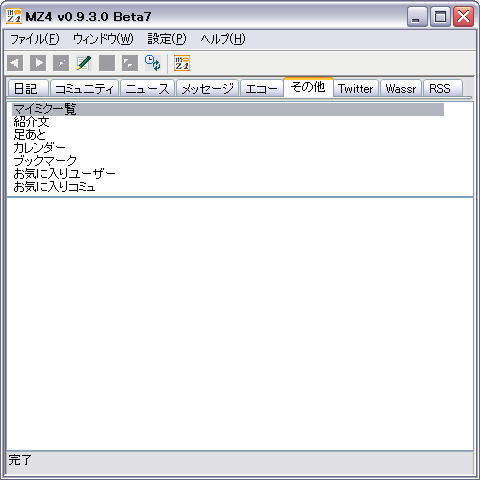 MZ4 v0.9.3.0 Beta7
ファイル(F) ウィンドウ(W) 設定(P) ヘルプ(H)
日記 コミュニティ ニュース メッセージ エコー その他 Twitter Wassr RSS
マイミク一覧
紹介文
足あと
カレンダー
ブックマーク
お気に入りユーザー
お気に入りコミュ
完了